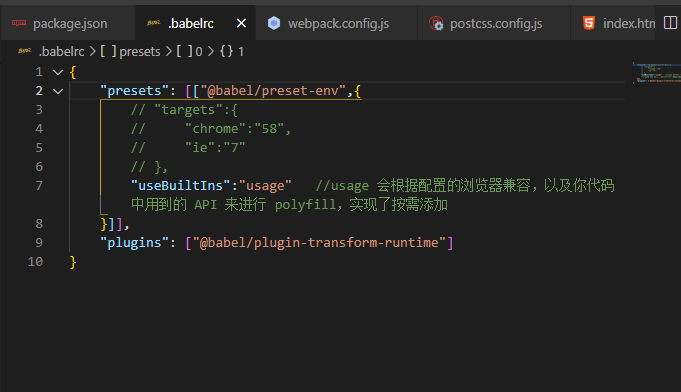 package.json .babelrc webpack.config.js postcss.config.js index.htm
.babelrc > [ ] presets > [ ] 0 > {} 1
1 {
2 "presets": [["@babel/preset-env",{
3 // "targets":{
4 //     "chrome":"58",
5 //     "ie":"7"
6 // },
7 "useBuiltIns":"usage"   //usage 会根据配置的浏览器兼容，以及你代码
中用到的 API 来进行 polyfill，实现了按需添加
8 }]],
9 "plugins": ["@babel/plugin-transform-runtime"]
10 }